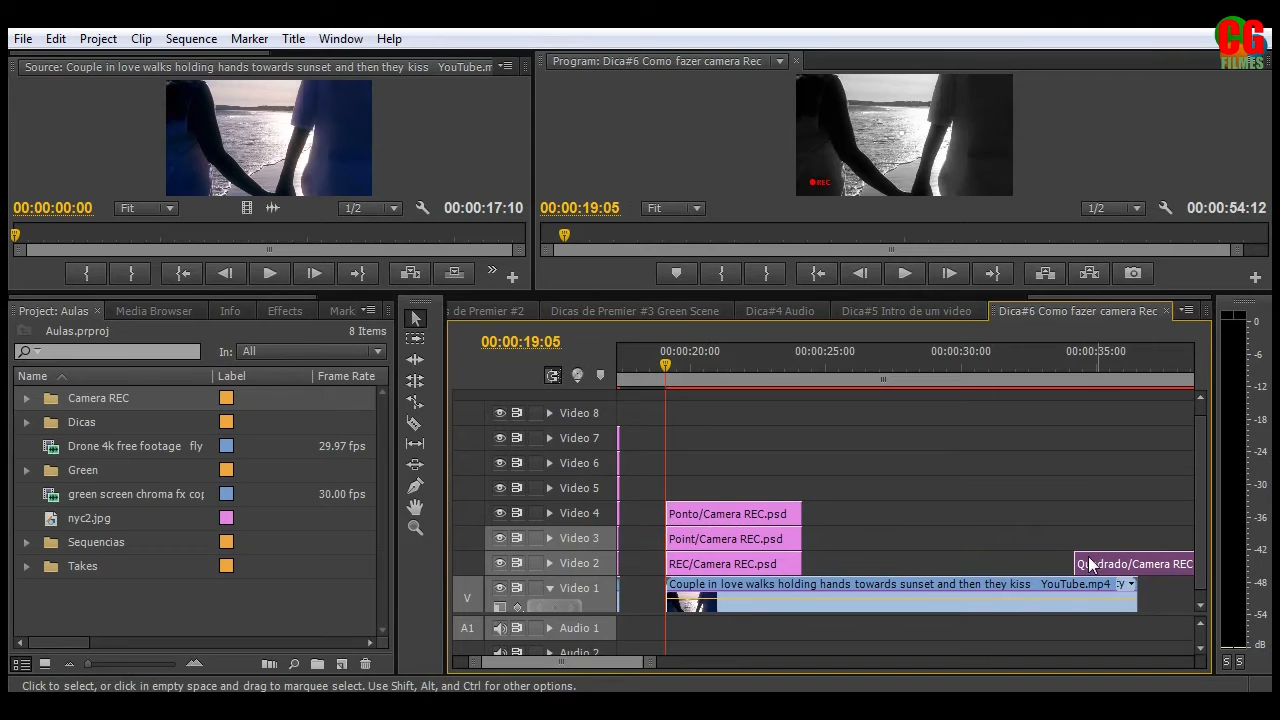 File Edit Project Clip Sequence Marker Title Window Help
CG
FILMES
Source: Couple in love walks holding hands towards sunset and then they kiss YouTube.m
Program: Dica#6 Como fazer camera Rec
REC
00:00:00:00 Fit 1/2 00:00:17:10
00:00:19:05 Fit 1/2 00:00:54:12
Project: Aulas Media Browser Info Effects Mark
Aulas.prproj 8 Items
In: All
Name Label Frame Rate
Camera REC
Dicas
Drone 4k free footage fly 29.97 fps
Green
green screen chroma fx cop 30.00 fps
nyc2.jpg
Sequencias
Takes
de Premier #2 Dicas de Premier #3 Green Scene Dica#4 Audio Dica#5 Intro de um video Dica#6 Como fazer camera Rec
00:00:19:05
00:00:20:00 00:00:25:00 00:00:30:00 00:00:35:00
Video 8
Video 7
Video 6
Video 5
Video 4 Ponto/Camera REC.psd
Video 3 Point/Camera REC.psd
Video 2 REC/Camera REC.psd Quadrado/Camera REC
V Video 1 Couple in love walks holding hands towards sunset and then they kiss YouTube.mp4
A1 Audio 1
Audio 2
0
-6
-12
-18
-24
-30
-36
-42
-48
-54
dB
S S
Click to select, or click in empty space and drag to marquee select. Use Shift, Alt, and Ctrl for other options.